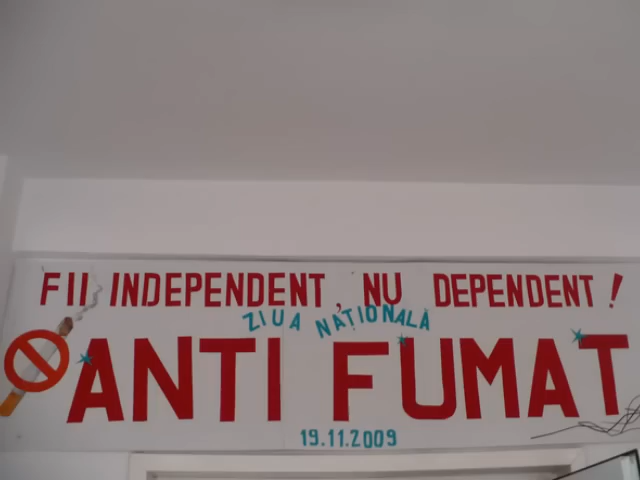 FII INDEPENDENT, NU DEPENDENT!
ZIUA NAȚIONALĂ
ANTI FUMAT
19.11.2009